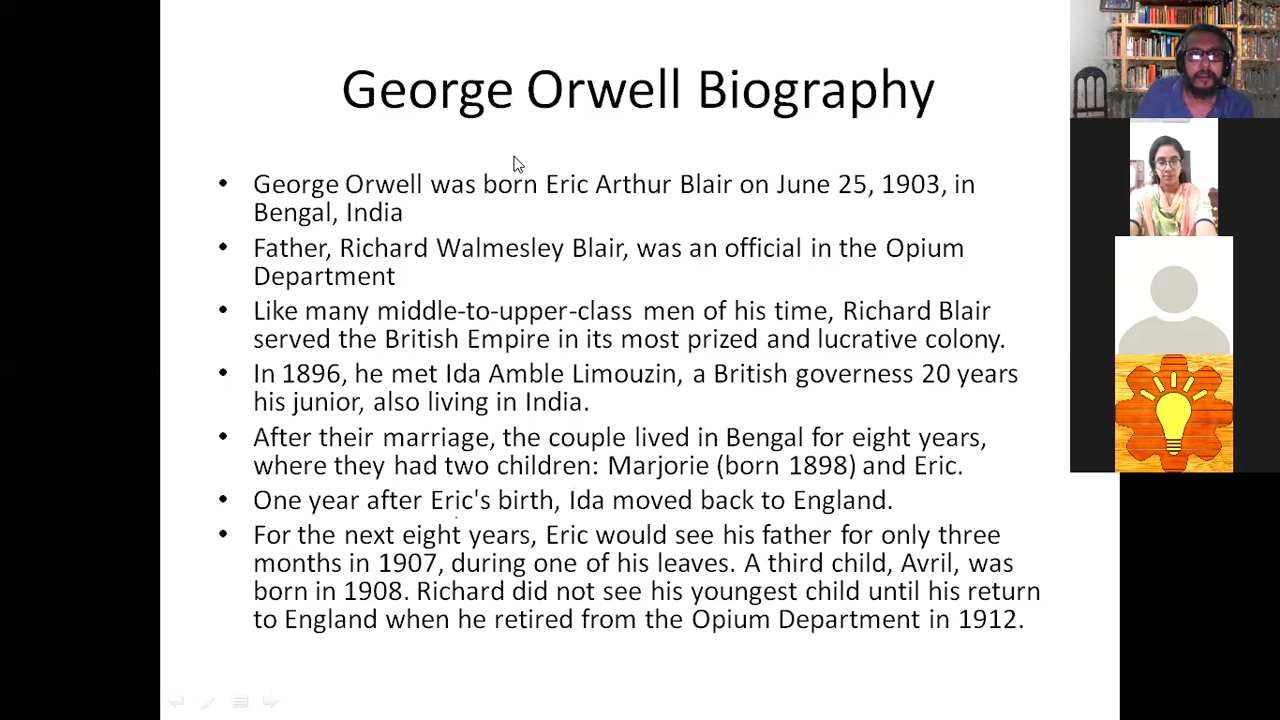 George Orwell Biography
• George Orwell was born Eric Arthur Blair on June 25, 1903, in
Bengal, India
• Father, Richard Walmesley Blair, was an official in the Opium
Department
• Like many middle-to-upper-class men of his time, Richard Blair
served the British Empire in its most prized and lucrative colony.
• In 1896, he met Ida Amble Limouzin, a British governess 20 years
his junior, also living in India.
• After their marriage, the couple lived in Bengal for eight years,
where they had two children: Marjorie (born 1898) and Eric.
• One year after Eric's birth, Ida moved back to England.
• For the next eight years, Eric would see his father for only three
months in 1907, during one of his leaves. A third child, Avril, was
born in 1908. Richard did not see his youngest child until his return
to England when he retired from the Opium Department in 1912.